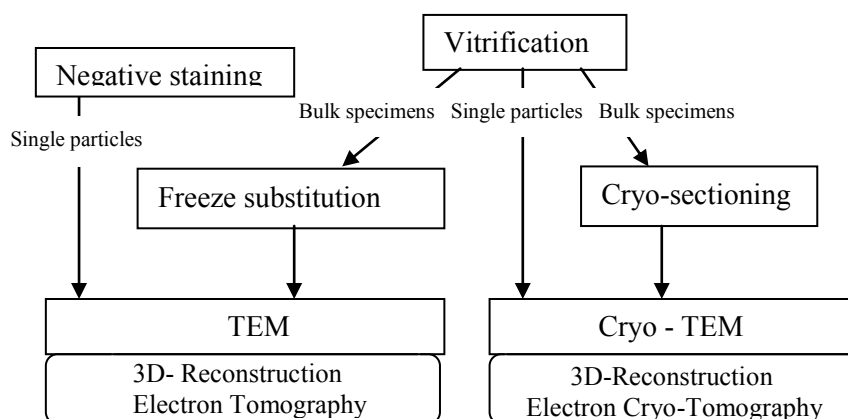 Vitrification
Negative staining
Bulk specimens Single particles Bulk specimens
Single particles
Freeze substitution
Cryo-sectioning
TEM
Cryo - TEM
3D- Reconstruction
Electron Tomography
3D-Reconstruction
Electron Cryo-Tomography